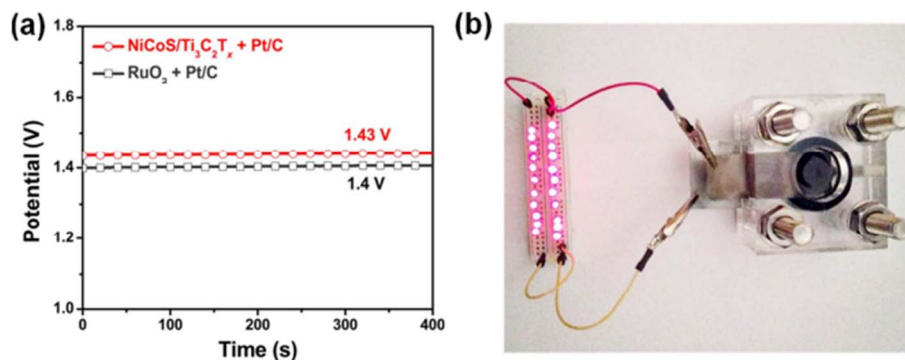 (a)
1.8
NiCoS/Ti₃C₂Tₓ + Pt/C
RuO₂ + Pt/C
1.6
1.43 V
1.4
1.4 V
1.2
1.0
0
100
200
300
400
Potential (V)
Time (s)
(b)